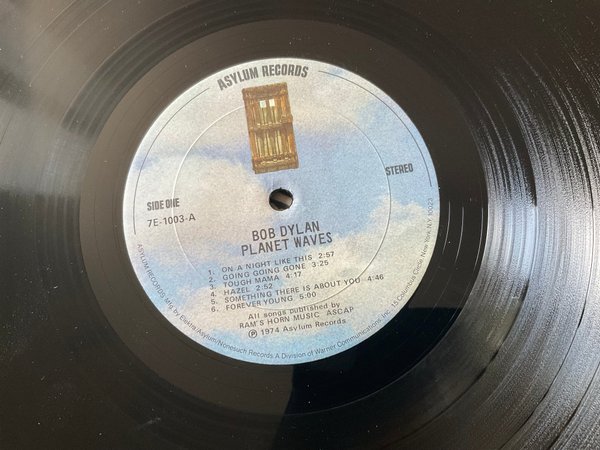 ASYLUM RECORDS
STEREO
SIDE ONE
7E-1003-A
BOB DYLAN
PLANET WAVES
1. ON A NIGHT LIKE THIS 2:57
2. GOING GOING GONE 3:25
3. TOUGH MAMA 4:17
4. HAZEL 2:52
5. SOMETHING THERE IS ABOUT YOU 4:46
6. FOREVER YOUNG 5:00
All songs published by
RAM'S HORN MUSIC ASCAP
Ⓟ 1974 Asylum Records
ASYLUM RECORDS Mfg. by Elektra/Asylum/Nonesuch Records A Division of Warner Communications Inc. 15 Columbus Circle, New York, N.Y. 10023